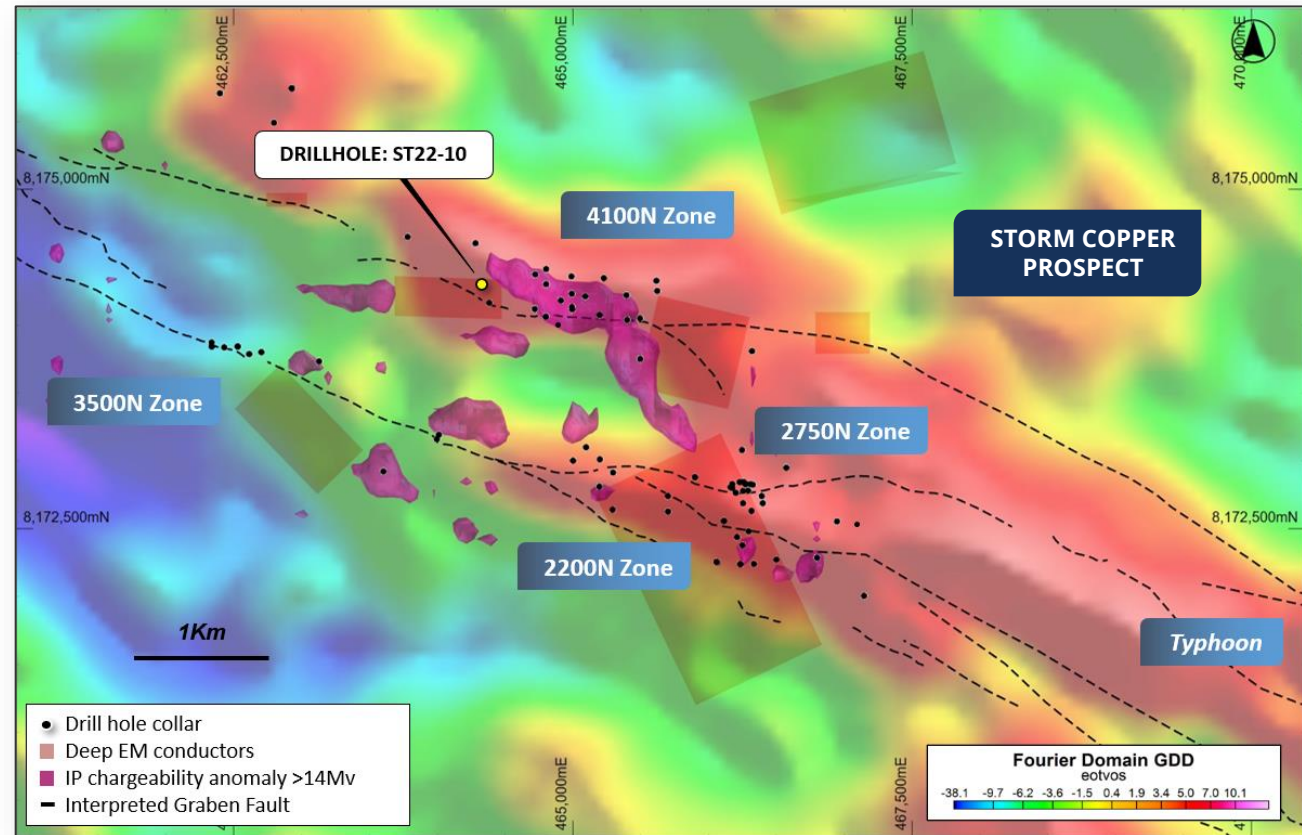 462,500mE
465,000mE
467,500mE
470,000mE
DRILLHOLE: ST22-10
8,175,000mN
8,175,000mN
4100N Zone
STORM COPPER
PROSPECT
3500N Zone
2750N Zone
8,172,500mN
8,172,500mN
2200N Zone
1Km
Typhoon
Drill hole collar
Deep EM conductors
IP chargeability anomaly >14Mv
Interpreted Graben Fault
465,000mE
467,500mE
Fourier Domain GDD
eotvos
-38.1 -9.7 -6.2 -3.6 -1.5 0.4 1.9 3.4 5.0 7.0 10.1